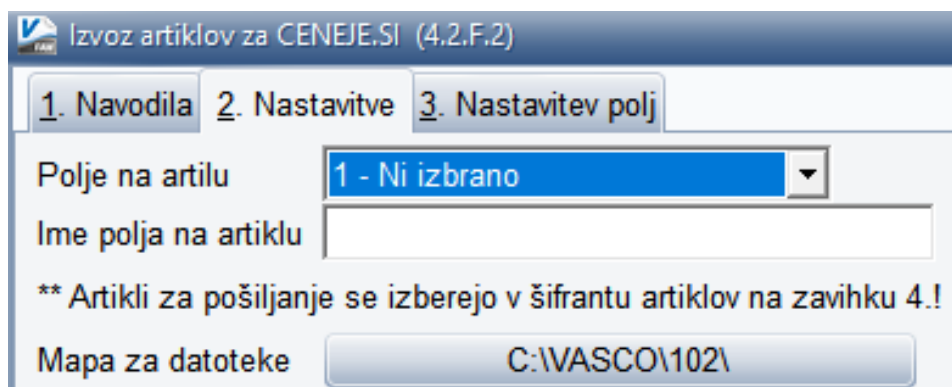 Izvoz artiklov za CENEJE.SI (4.2.F.2)
1. Navodila 2. Nastavitve 3. Nastavitev polj
Polje na artilu 1 - Ni izbrano
Ime polja na artiklu
** Artikli za pošiljanje se izberejo v šifrantu artiklov na zavihku 4.!
Mapa za datoteke C:\VASCO\102\